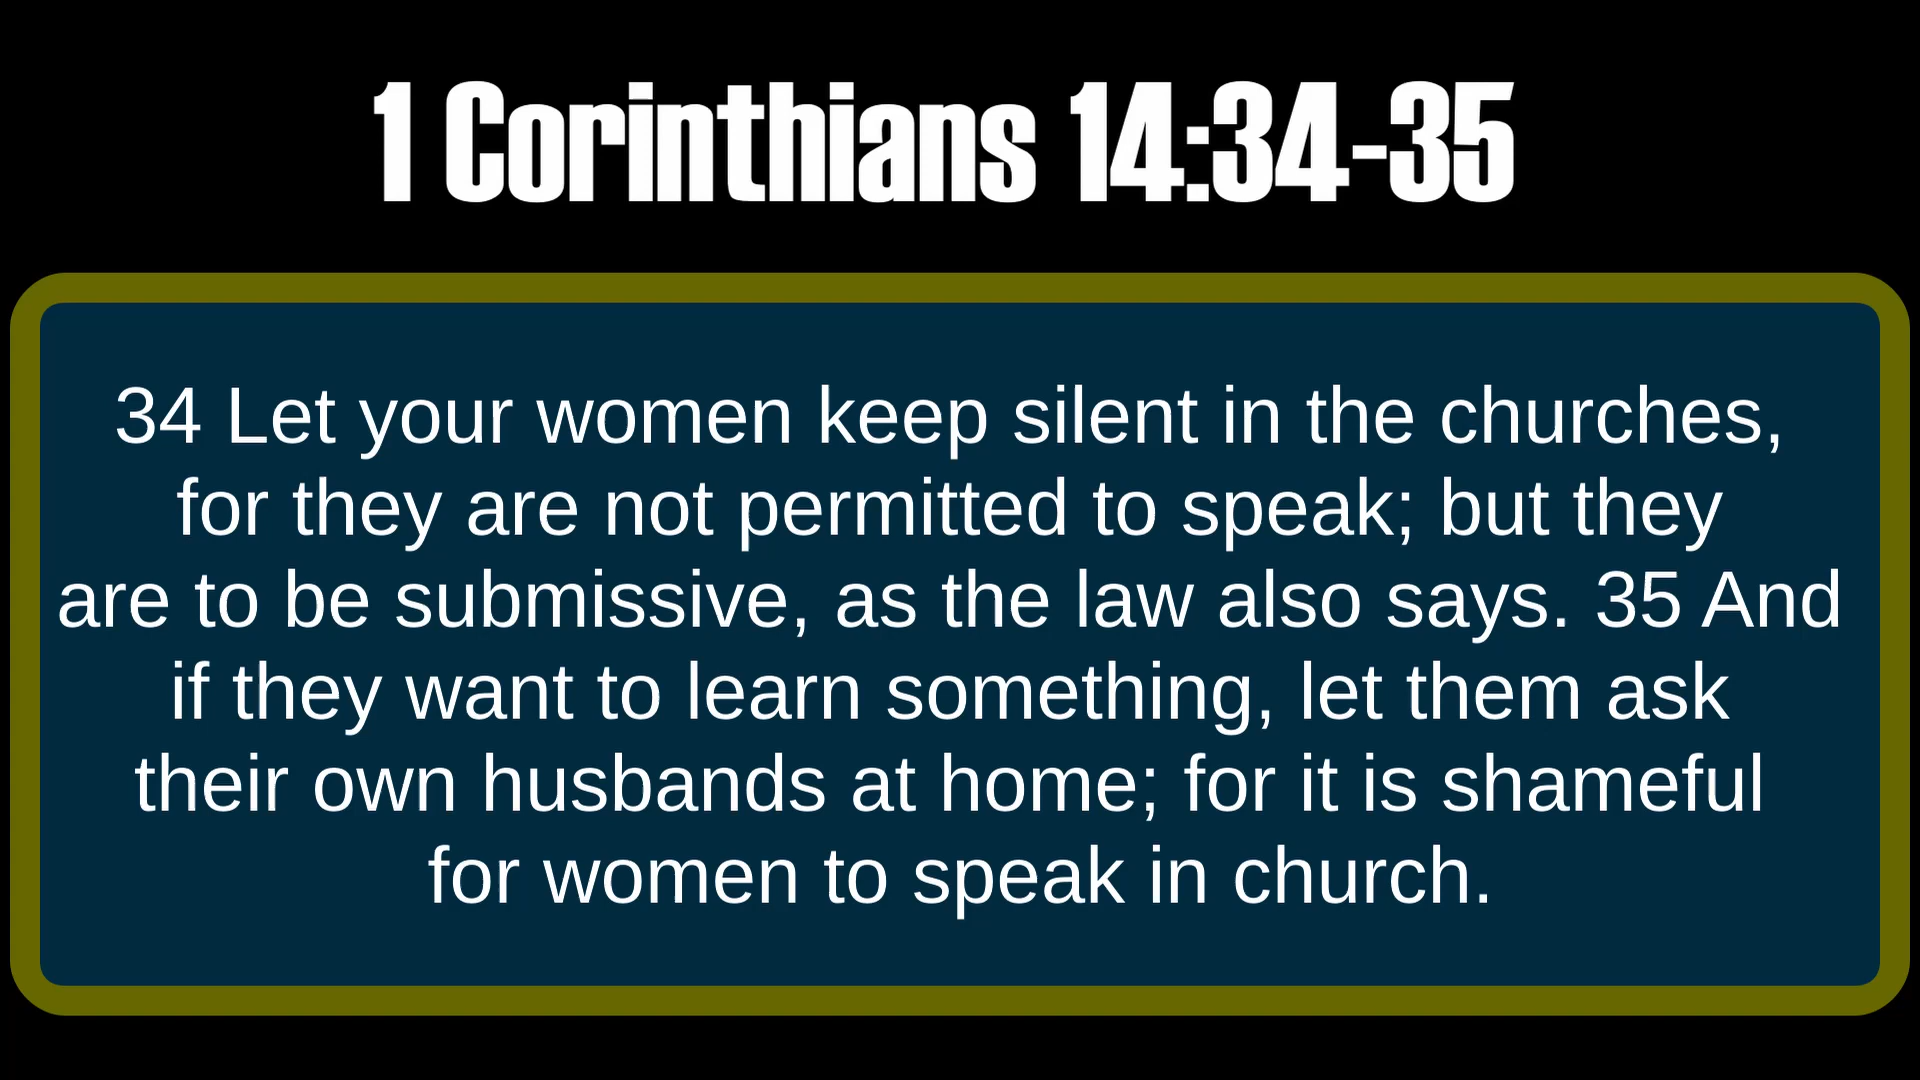 1 Corinthians 14:34-35
34 Let your women keep silent in the churches,
for they are not permitted to speak; but they
are to be submissive, as the law also says. 35 And
if they want to learn something, let them ask
their own husbands at home; for it is shameful
for women to speak in church.